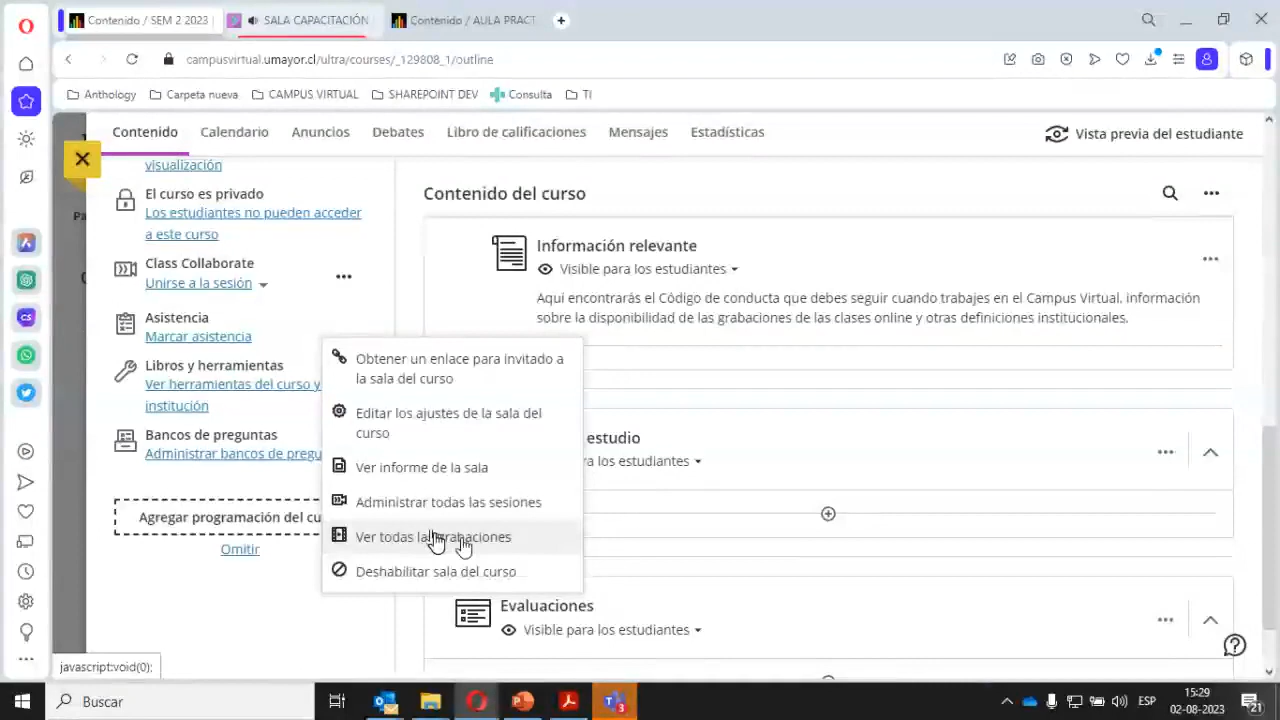 Contenido / SEM 2 2023
SALA CAPACITACIÓN
Contenido / AULA PRACT
campusvirtual.umayor.cl/ultra/courses/_129808_1/outline
Anthology
Carpeta nueva
CAMPUS VIRTUAL
SHAREPOINT DEV
Consulta
TI
Contenido
Calendario
Anuncios
Debates
Libro de calificaciones
Mensajes
Estadísticas
Vista previa del estudiante
visualización
El curso es privado
Los estudiantes no pueden acceder
a este curso
Class Collaborate
Unirse a la sesión
Asistencia
Marcar asistencia
Libros y herramientas
Ver herramientas del curso y
institución
Bancos de preguntas
Administrar bancos de pregu
Agregar programación del cu
Omitir
Obtener un enlace para invitado a
la sala del curso
Editar los ajustes de la sala del
curso
Ver informe de la sala
Administrar todas las sesiones
Ver todas las grabaciones
Deshabilitar sala del curso
Contenido del curso
Información relevante
Visible para los estudiantes
Aquí encontrarás el Código de conducta que debes seguir cuando trabajes en el Campus Virtual, información
sobre la disponibilidad de las grabaciones de las clases online y otras definiciones institucionales.
estudio
ra los estudiantes
Evaluaciones
Visible para los estudiantes
javascript:void(0);
Buscar
ESP
15:29
02-08-2023
21